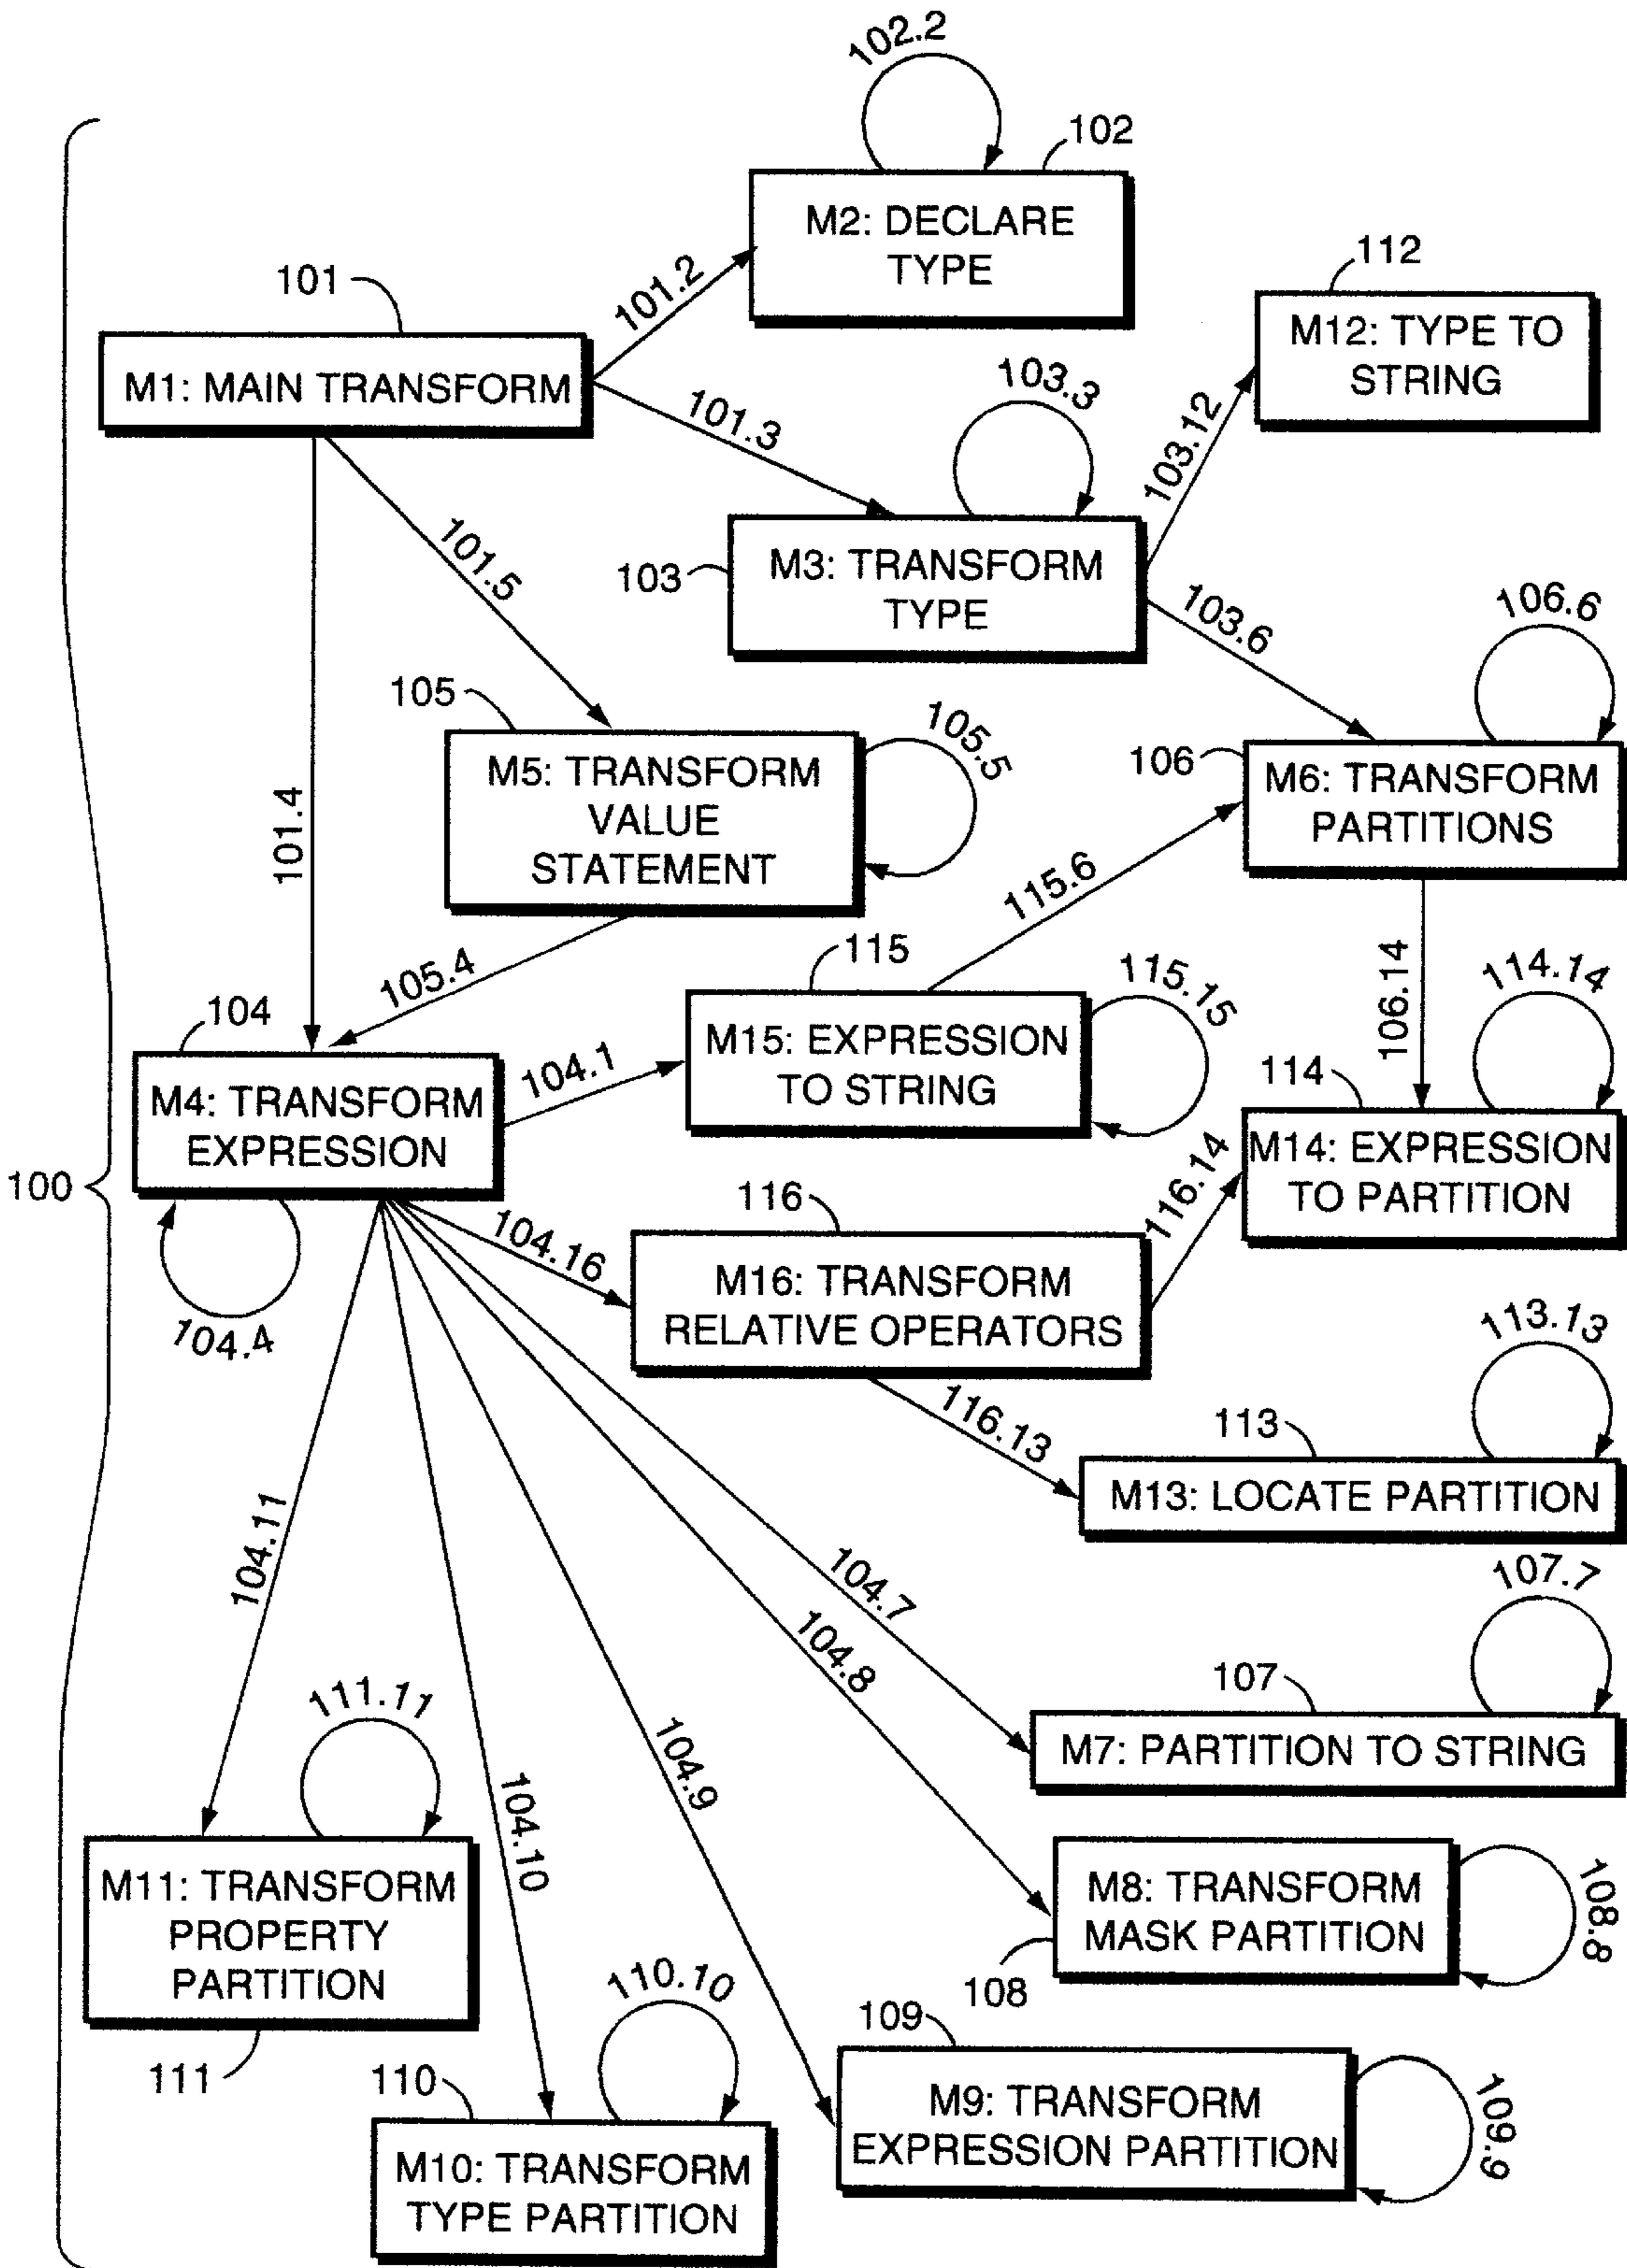 102.2
102
M2: DECLARE
TYPE
101
101.2
112
M12: TYPE TO
STRING
M1: MAIN TRANSFORM
103.3
101.3
103.12
101.5
103
M3: TRANSFORM
TYPE
103.6
106.6
105
105.5
101.4
M5: TRANSFORM
VALUE
STATEMENT
106
M6: TRANSFORM
PARTITIONS
115.6
105.4
115
115.15
106.14
114.14
104
104.1
M15: EXPRESSION
TO STRING
114
M4: TRANSFORM
EXPRESSION
M14: EXPRESSION
TO PARTITION
100
116
116.14
104.16
104.4
M16: TRANSFORM
RELATIVE OPERATORS
113.13
116.13
113
M13: LOCATE PARTITION
104.11
104.7
107.7
104.8
107
111.11
104.9
M7: PARTITION TO STRING
104.10
M11: TRANSFORM
PROPERTY
PARTITION
M8: TRANSFORM
MASK PARTITION
108.8
108
110.10
109
111
110
M9: TRANSFORM
EXPRESSION PARTITION
109.9
M10: TRANSFORM
TYPE PARTITION